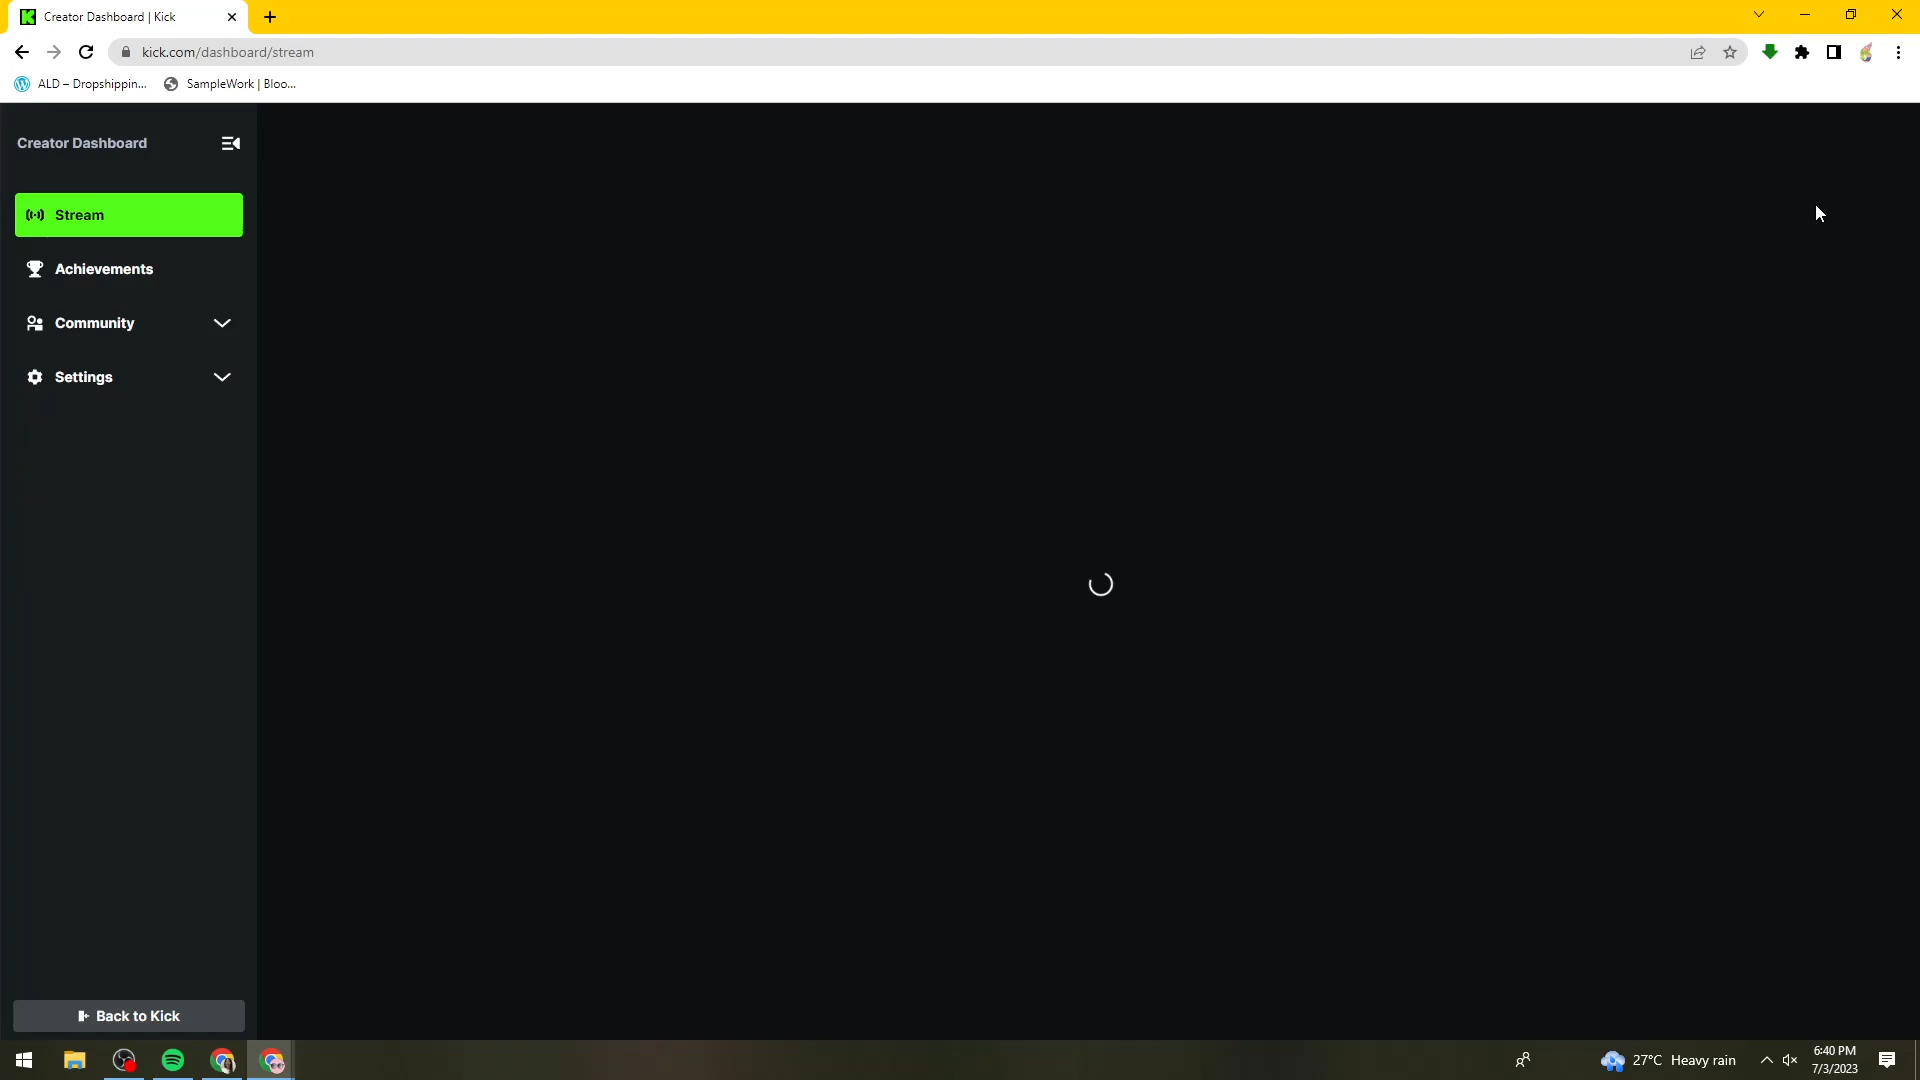 Creator Dashboard | Kick
kick.com/dashboard/stream
ALD – Dropshippin...
SampleWork | Bloo...
Creator Dashboard
Stream
Achievements
Community
Settings
Back to Kick
27°C Heavy rain
6:40 PM
7/3/2023